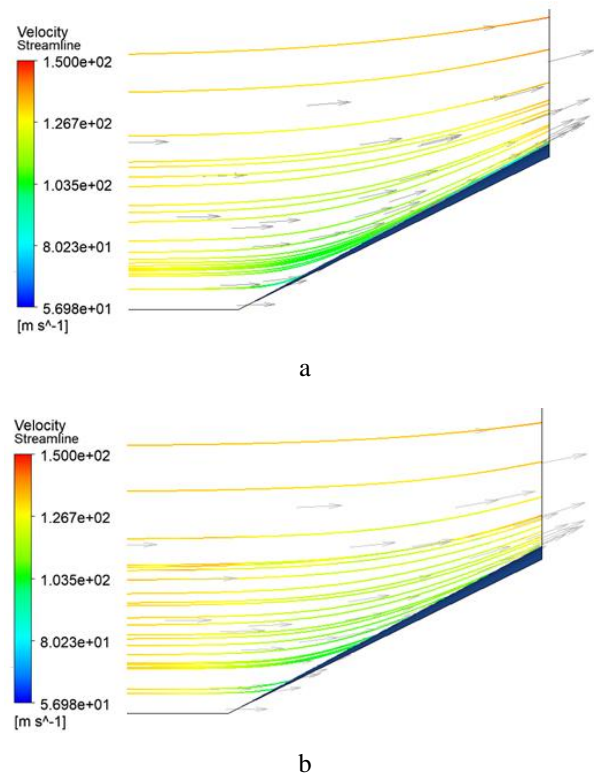 Velocity
Streamline
1.500e+02
1.267e+02
1.035e+02
8.023e+01
5.698e+01
[m s^-1]
a
Velocity
Streamline
1.500e+02
1.267e+02
1.035e+02
8.023e+01
5.698e+01
[m s^-1]
b